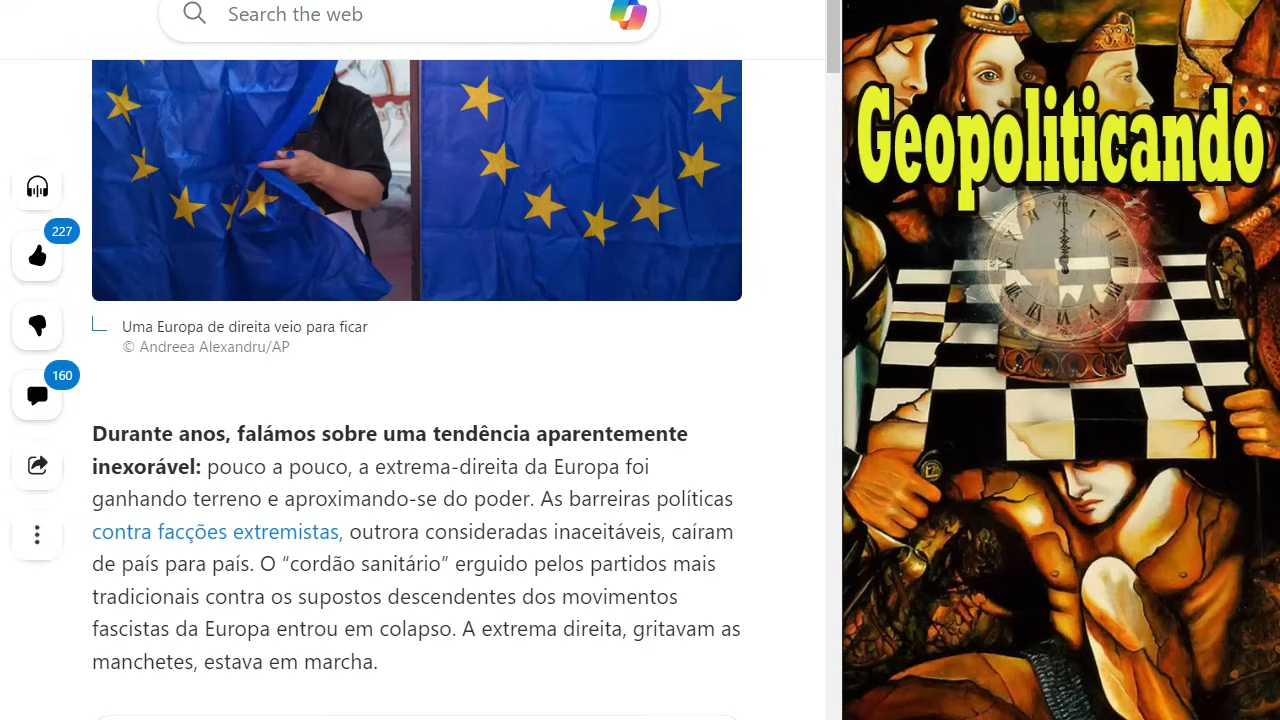 Search the web
Geopoliticando
227
160
Uma Europa de direita veio para ficar
© Andreea Alexandru/AP
Durante anos, falámos sobre uma tendência aparentemente
inexorável: pouco a pouco, a extrema-direita da Europa foi
ganhando terreno e aproximando-se do poder. As barreiras políticas
contra facções extremistas, outrora consideradas inaceitáveis, caíram
de país para país. O “cordão sanitário” erguido pelos partidos mais
tradicionais contra os supostos descendentes dos movimentos
fascistas da Europa entrou em colapso. A extrema direita, gritavam as
manchetes, estava em marcha.